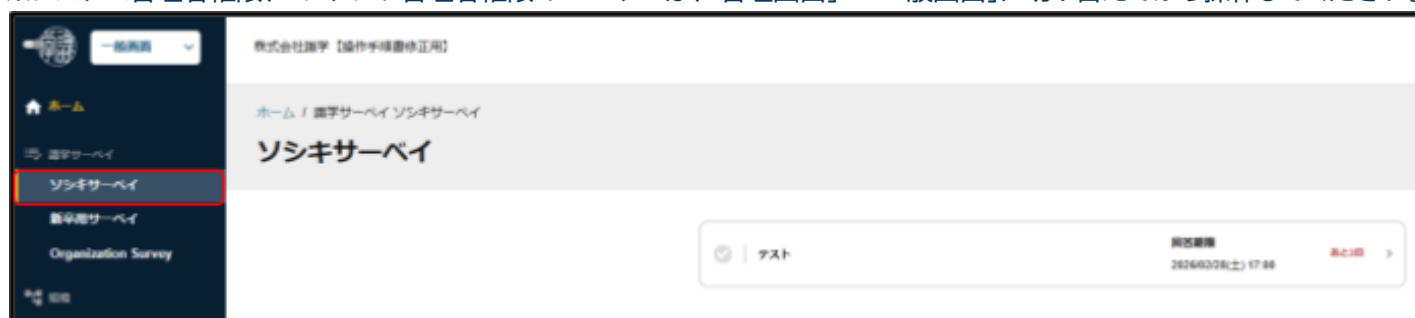 一般画面
株式会社識学【操作手順書修正用】
ホーム
ホーム / 識学サーベイ ソシキサーベイ
識学サーベイ
ソシキサーベイ
ソシキサーベイ
新卒用サーベイ
Organization Survey
テスト
回答期限
2026/02/28(土) 17:00
組織